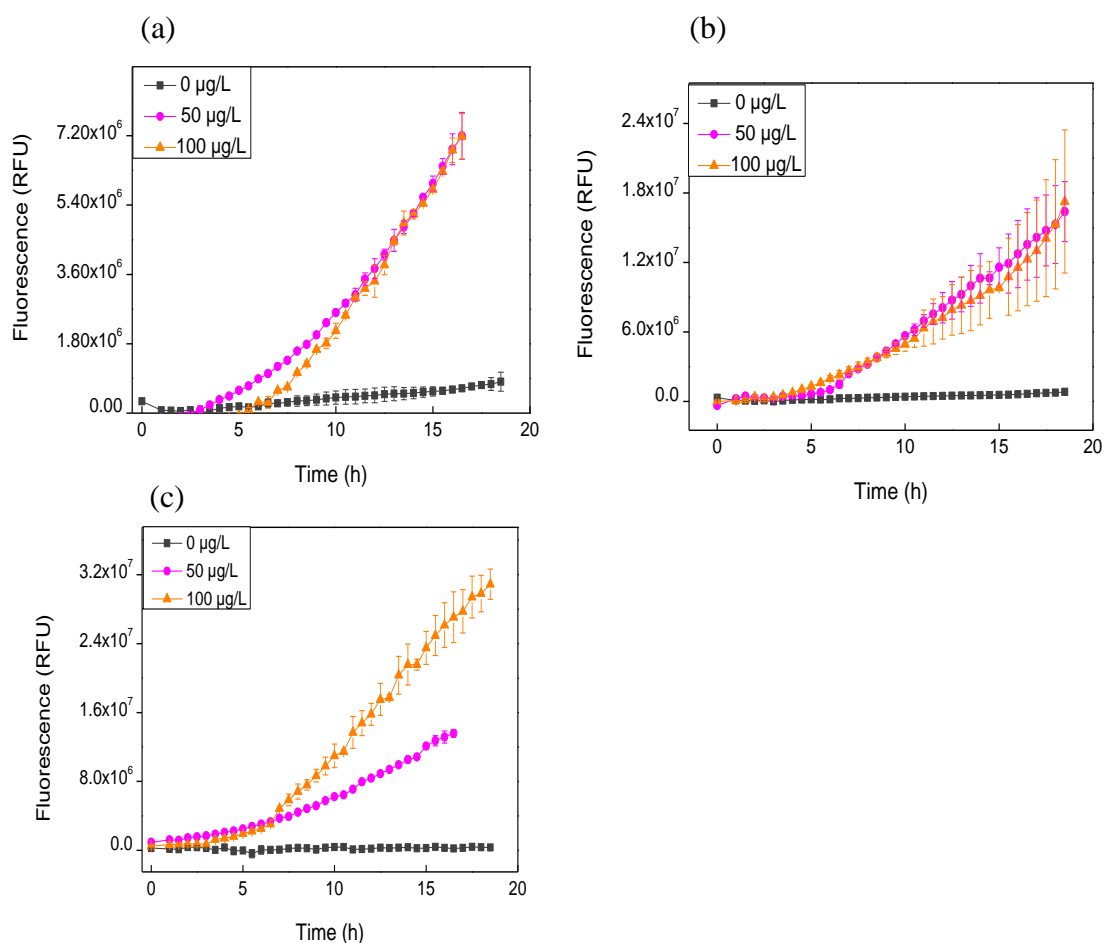 (a)
0 µg/L
50 µg/L
100 µg/L
7.20x10⁶
5.40x10⁶
3.60x10⁶
1.80x10⁶
0.00
Fluorescence (RFU)
0 5 10 15 20
Time (h)
(b)
0 µg/L
50 µg/L
100 µg/L
2.4x10⁷
1.8x10⁷
1.2x10⁷
6.0x10⁶
0.0
Fluorescence (RFU)
0 5 10 15 20
Time (h)
(c)
0 µg/L
50 µg/L
100 µg/L
3.2x10⁷
2.4x10⁷
1.6x10⁷
8.0x10⁶
0.0
Fluorescence (RFU)
0 5 10 15 20
Time (h)